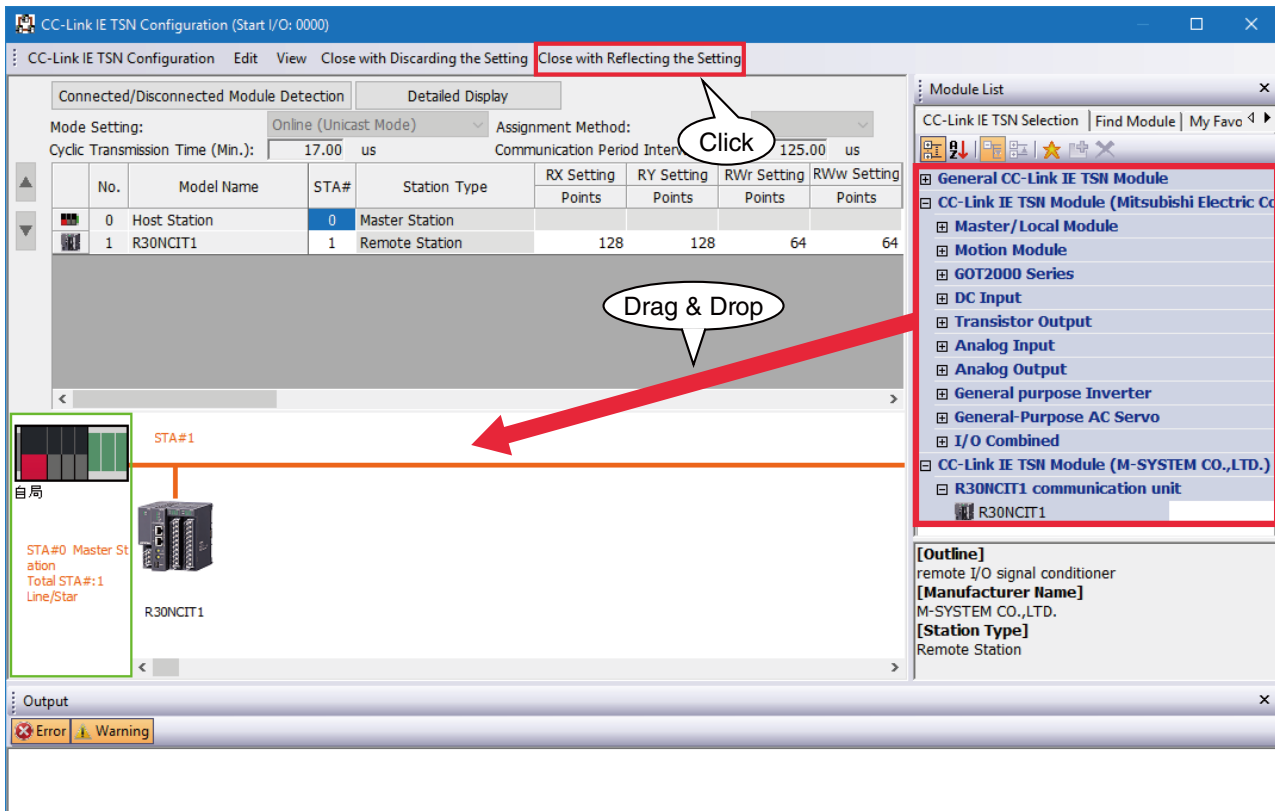 CC-Link IE TSN Configuration (Start I/O: 0000)
CC-Link IE TSN Configuration Edit View Close with Discarding the Setting Close with Reflecting the Setting
Connected/Disconnected Module Detection Detailed Display
Mode Setting: Online (Unicast Mode) Assignment Method:
Click
Cyclic Transmission Time (Min.): 17.00 us Communication Period 125.00 us
No. Model Name STA# Station Type RX Setting RY Setting RWr Setting RWw Setting
Points Points Points Points
0 Host Station 0 Master Station
1 R30NCIT1 1 Remote Station 128 128 64 64
Drag & Drop
STA#1
自局
STA#0 Master St
ation
Total STA#:1
Line/Star
R30NCIT1
Module List
CC-Link IE TSN Selection Find Module My Favo
General CC-Link IE TSN Module
CC-Link IE TSN Module (Mitsubishi Electric Co
Master/Local Module
Motion Module
GOT2000 Series
DC Input
Transistor Output
Analog Input
Analog Output
General purpose Inverter
General-Purpose AC Servo
I/O Combined
CC-Link IE TSN Module (M-SYSTEM CO.,LTD.)
R30NCIT1 communication unit
R30NCIT1
[Outline]
remote I/O signal conditioner
[Manufacturer Name]
M-SYSTEM CO.,LTD.
[Station Type]
Remote Station
Output
Error Warning